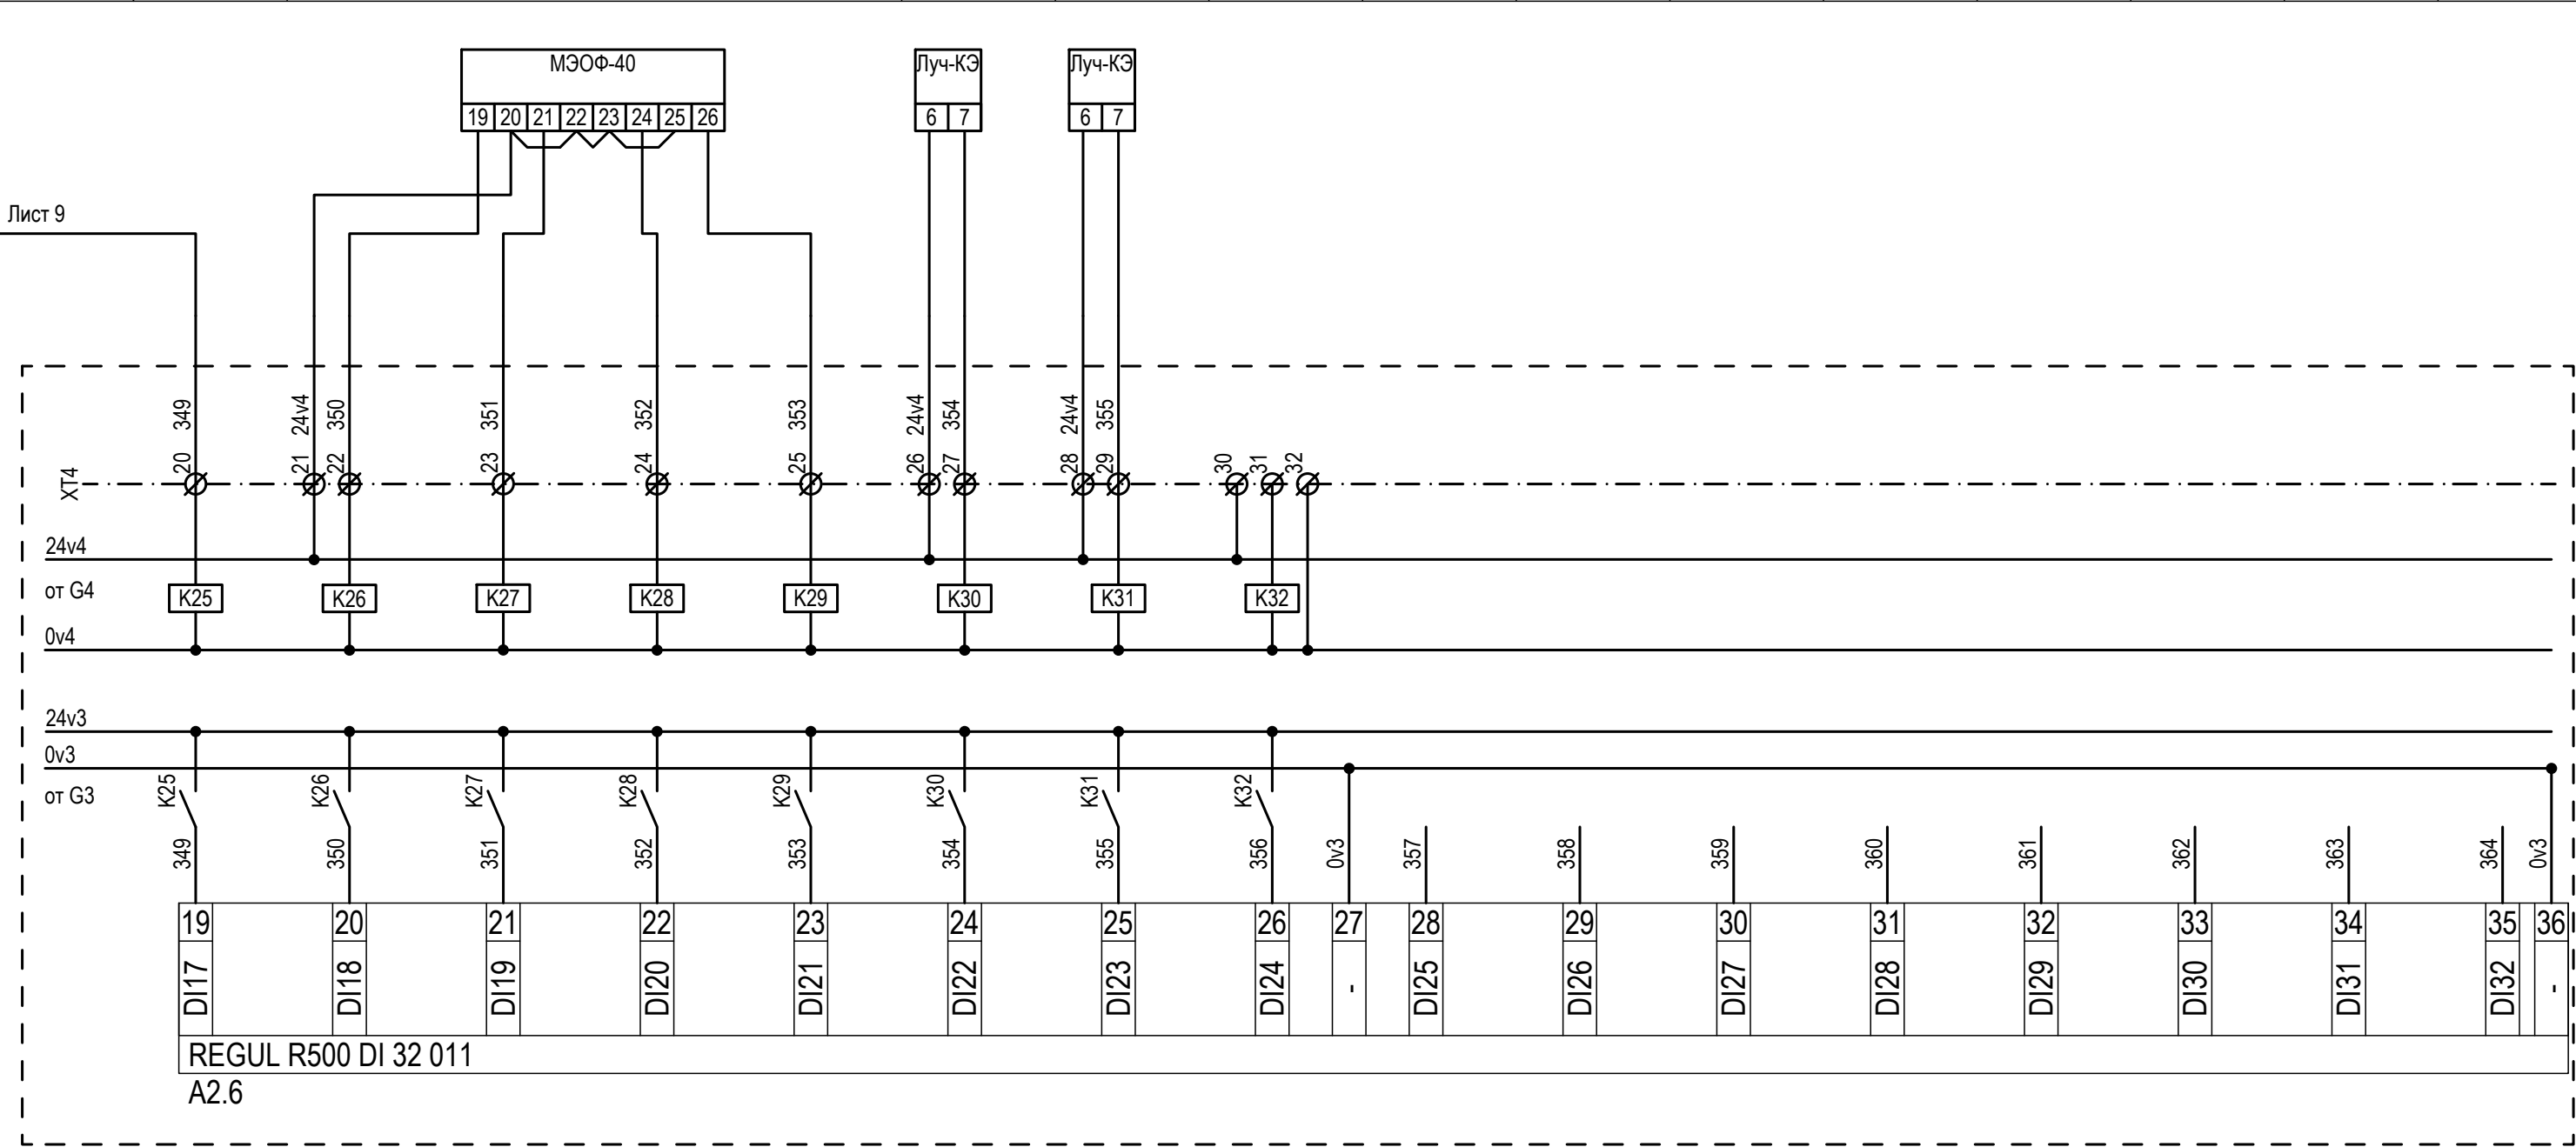 МЭОФ-40
Луч-КЭ
Луч-КЭ
19 20 21 22 23 24 25 26
6 7
6 7
Лист 9
349 24v4 350 351 352 353 24v4 354 24v4 355
XT4 20 21 22 23 24 25 26 27 28 29 30 31 32
24v4
от G4
K25 K26 K27 K28 K29 K30 K31 K32
0v4
24v3
0v3
от G3
K25 K26 K27 K28 K29 K30 K31 K32
349 350 351 352 353 354 355 356 0v3 357 358 359 360 361 362 363 364 0v3
19 20 21 22 23 24 25 26 27 28 29 30 31 32 33 34 35 36
DI17 DI18 DI19 DI20 DI21 DI22 DI23 DI24 - DI25 DI26 DI27 DI28 DI29 DI30 DI31 DI32 -
REGUL R500 DI 32 011
A2.6